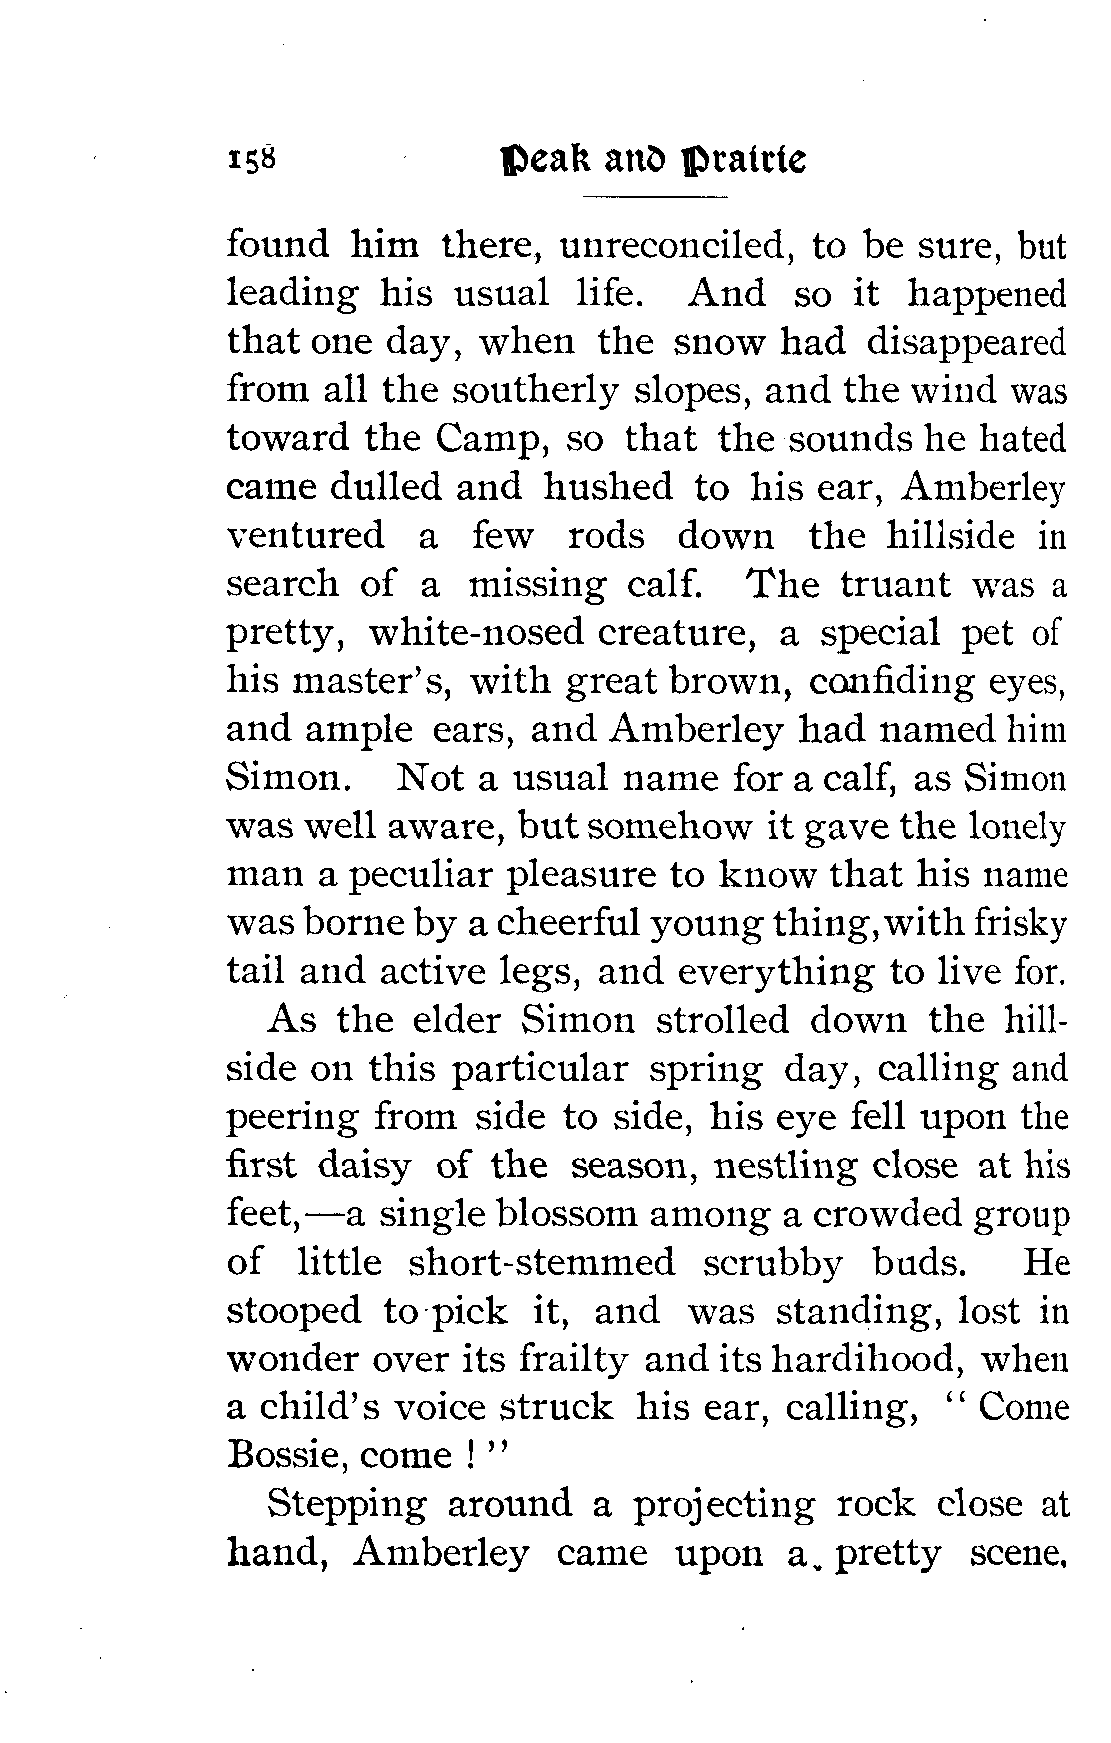 158 Peak and Prairie
found him there, unreconciled, to be sure, but
leading his usual life. And so it happened
that one day, when the snow had disappeared
from all the southerly slopes, and the wind was
toward the Camp, so that the sounds he hated
came dulled and hushed to his ear, Amberley
ventured a few rods down the hillside in
search of a missing calf. The truant was a
pretty, white-nosed creature, a special pet of
his master's, with great brown, confiding eyes,
and ample ears, and Amberley had named him
Simon. Not a usual name for a calf, as Simon
was well aware, but somehow it gave the lonely
man a peculiar pleasure to know that his name
was borne by a cheerful young thing, with frisky
tail and active legs, and everything to live for.
As the elder Simon strolled down the hill-
side on this particular spring day, calling and
peering from side to side, his eye fell upon the
first daisy of the season, nestling close at his
feet,—a single blossom among a crowded group
of little short-stemmed scrubby buds. He
stooped to pick it, and was standing, lost in
wonder over its frailty and its hardihood, when
a child's voice struck his ear, calling, "Come
Bossie, come!"
Stepping around a projecting rock close at
hand, Amberley came upon a pretty scene.